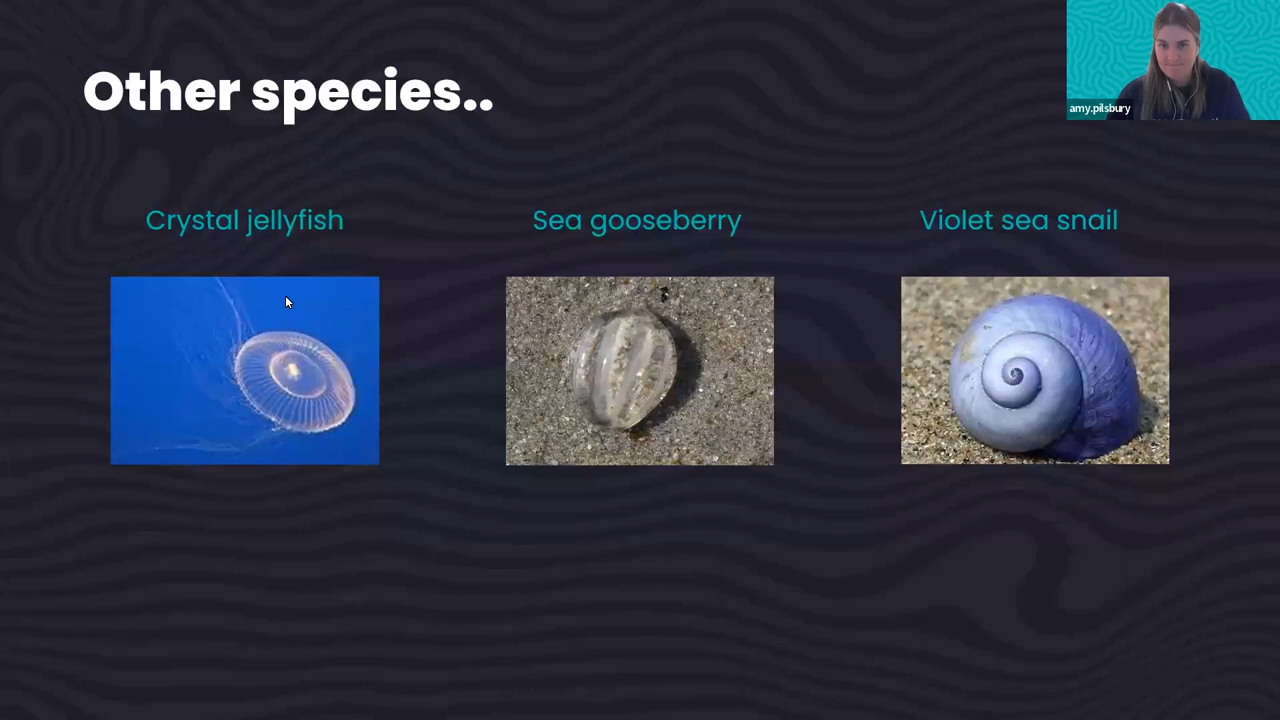 Other species..
amy.pilsbury
Crystal jellyfish
Sea gooseberry
Violet sea snail